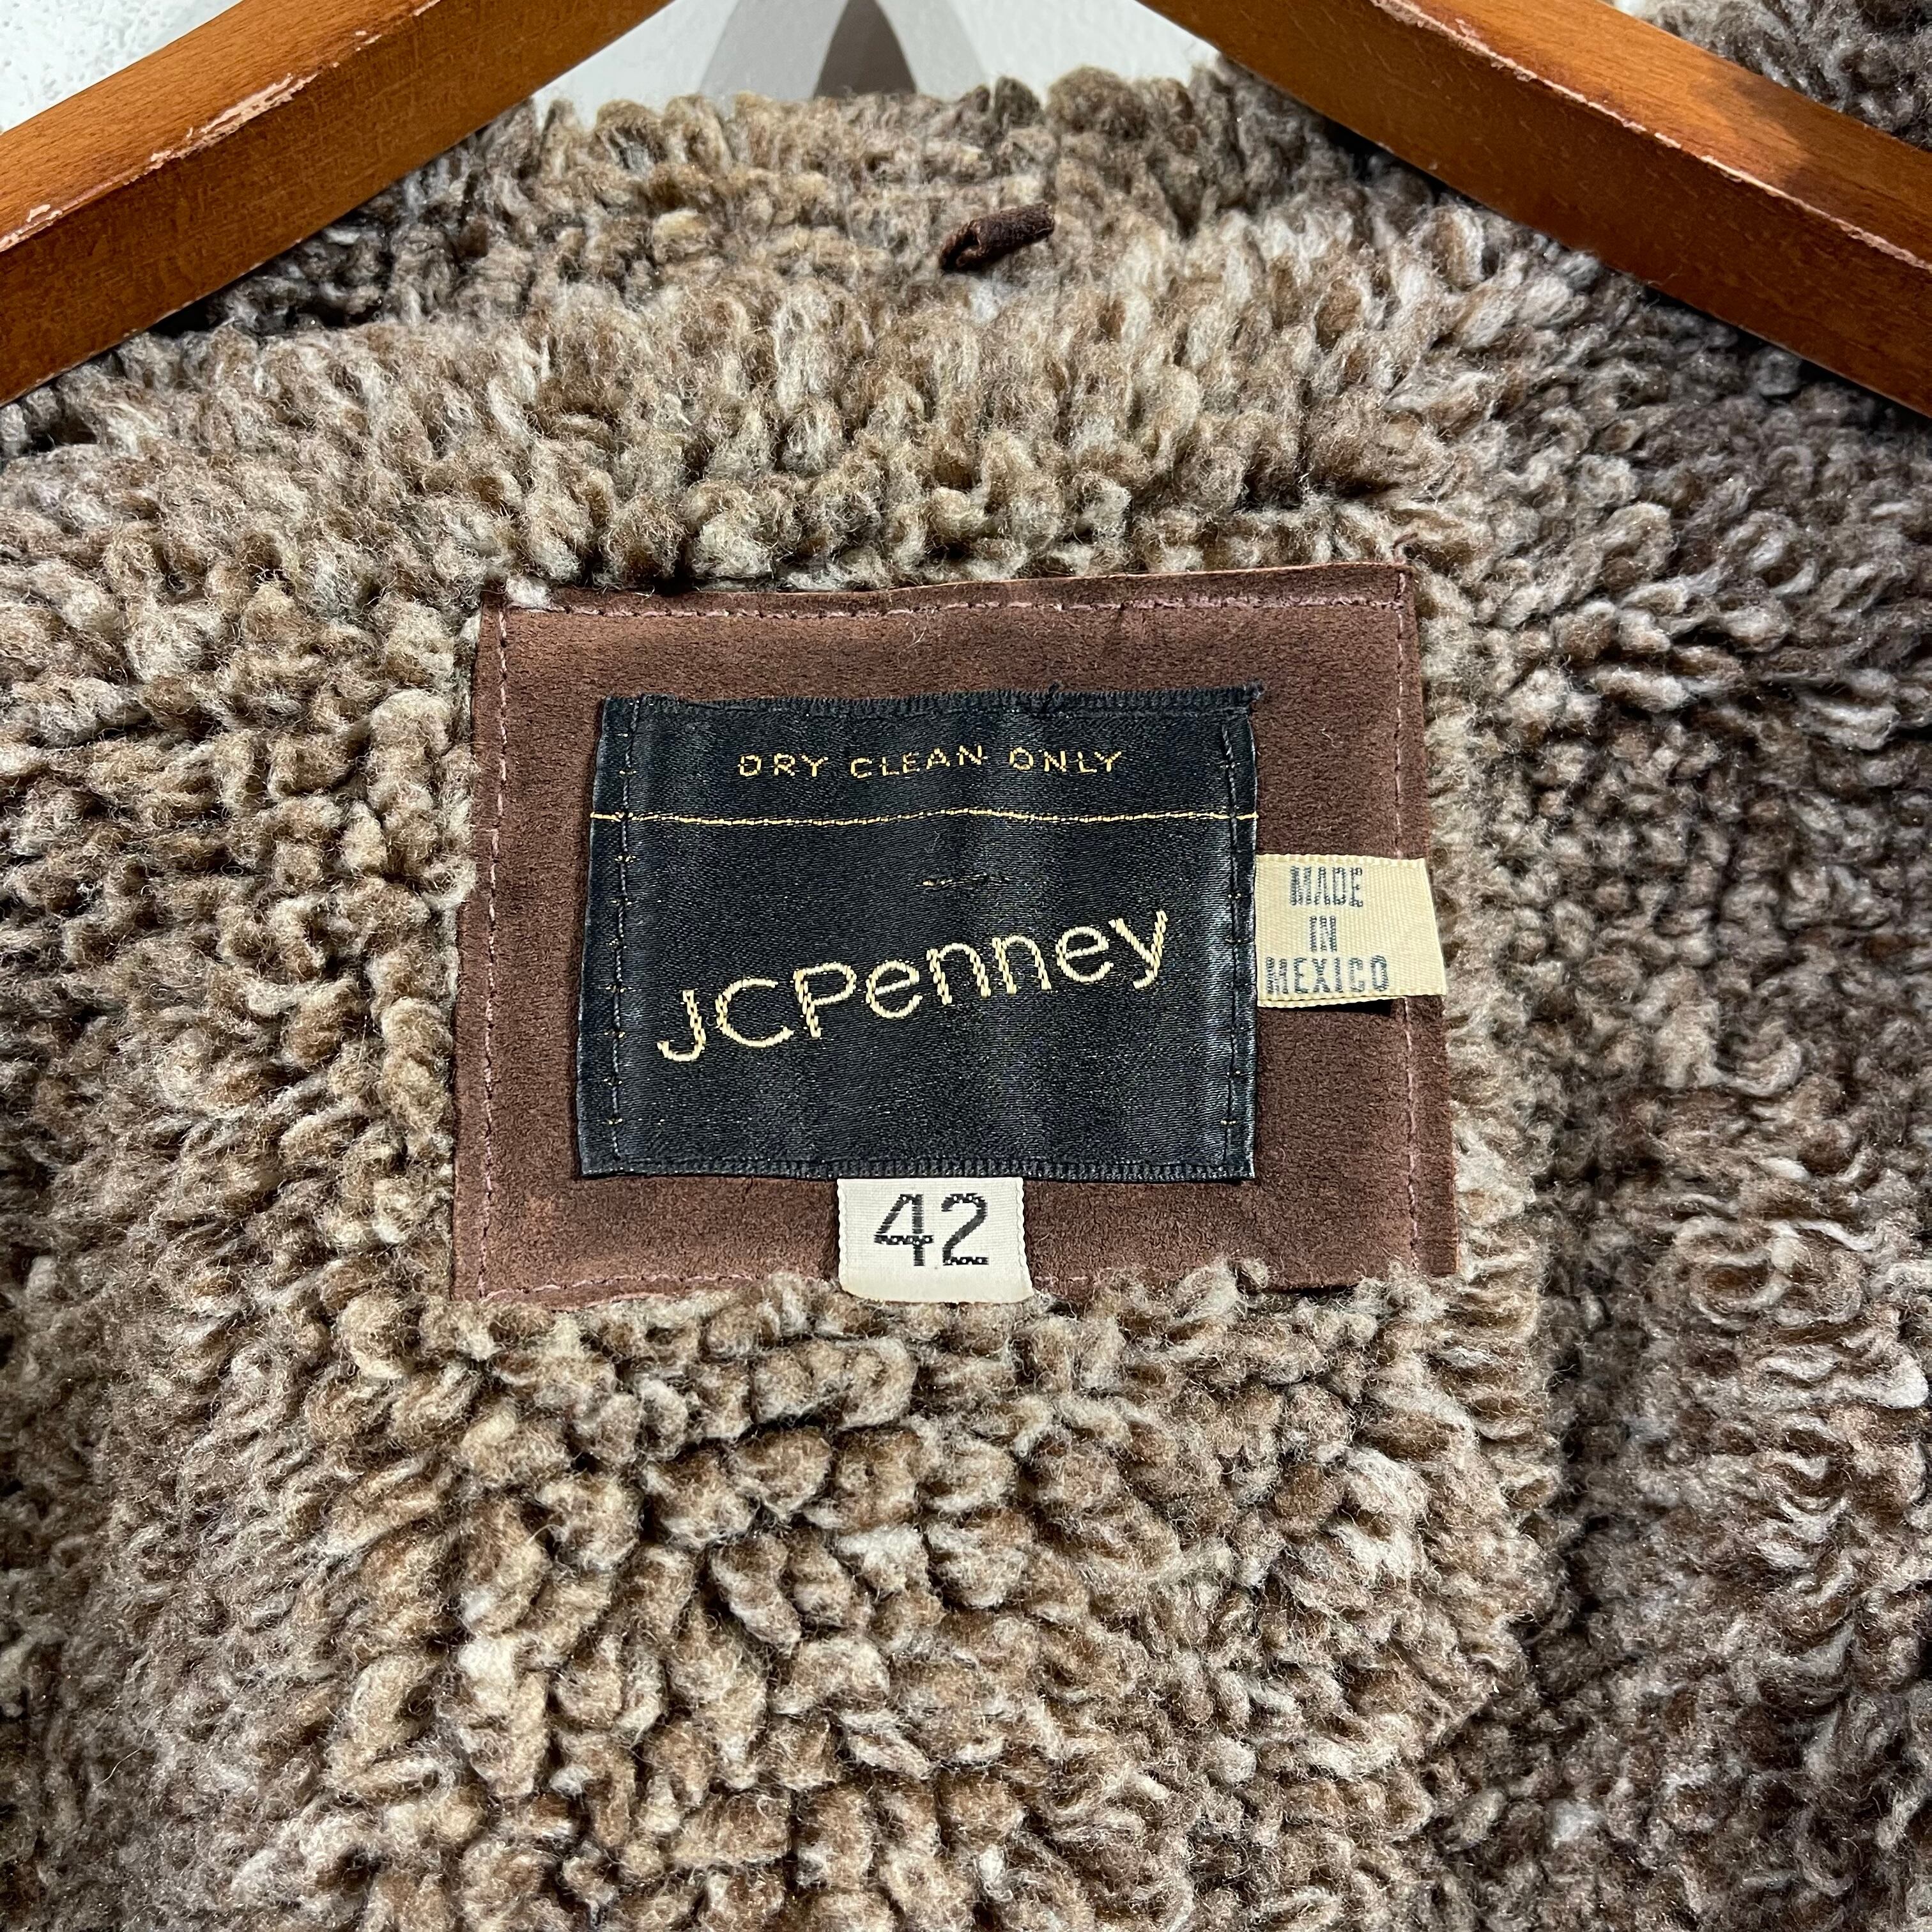 DRY CLEAN ONLY
JCPenney
MADE
IN
MEXICO
42